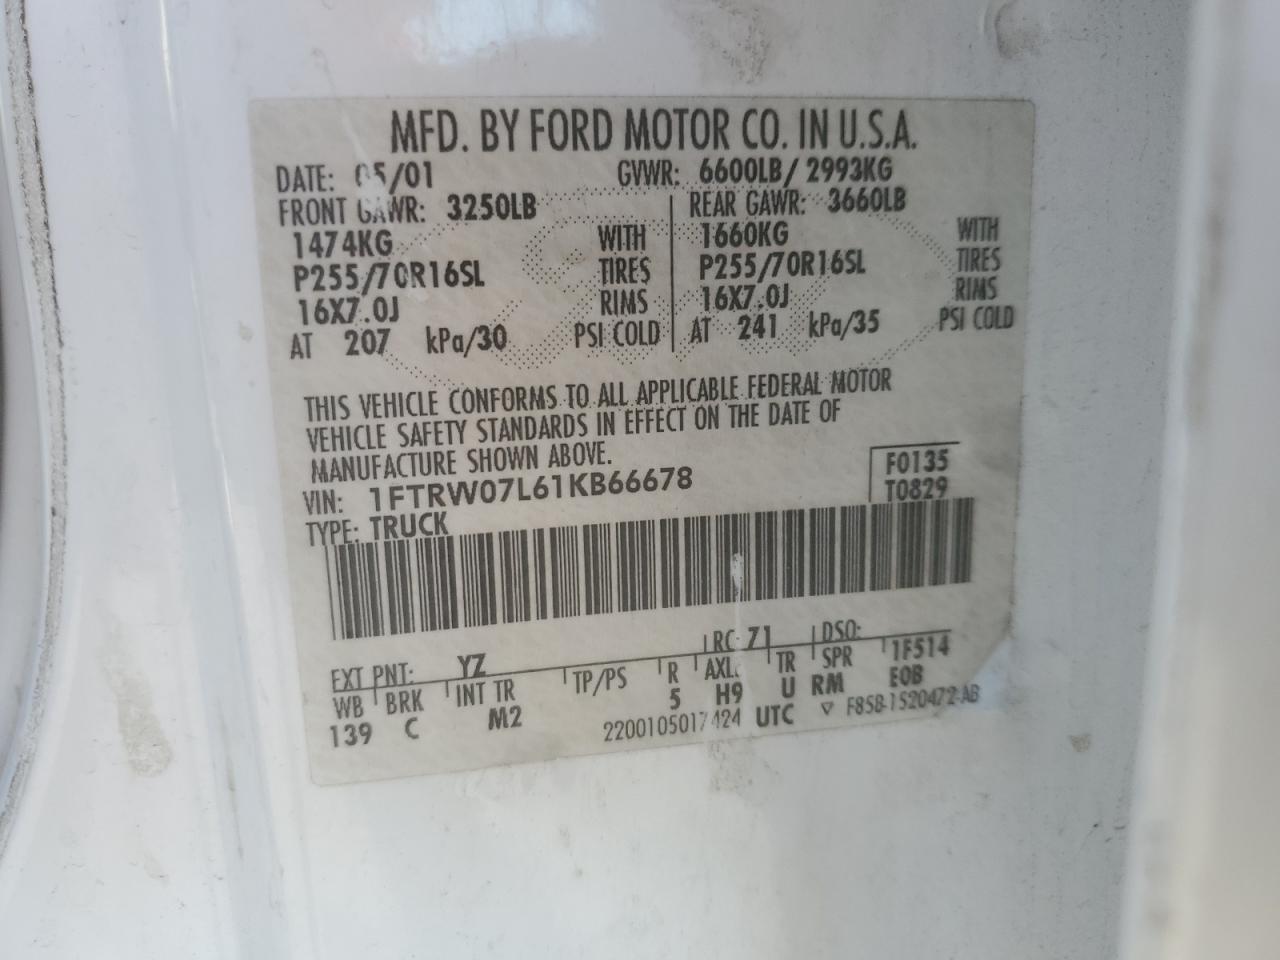 MFD. BY FORD MOTOR CO. IN U.S.A.
DATE: 05/01 GVWR: 6600LB/ 2993KG
FRONT GAWR: 3250LB REAR GAWR: 3660LB
1474KG WITH 1660KG WITH
P255/70R16SL TIRES P255/70R16SL TIRES
16X7.0J RIMS 16X7.0J RIMS
AT 207 kPa/30 PSI COLD AT 241 kPa/35 PSI COLD
THIS VEHICLE CONFORMS TO ALL APPLICABLE FEDERAL MOTOR
VEHICLE SAFETY STANDARDS IN EFFECT ON THE DATE OF
MANUFACTURE SHOWN ABOVE.
VIN: 1FTRW07L61KB66678 F0135
TYPE: TRUCK T0829
EXT PNT: YZ RC: 71 DSO:
WB BRK INT TR TP/PS R AXLE TR SPR 1F514
139 C M2 5 H9 U RM E0B
2200105017424 UTC ▽ F85B-1520472-AB